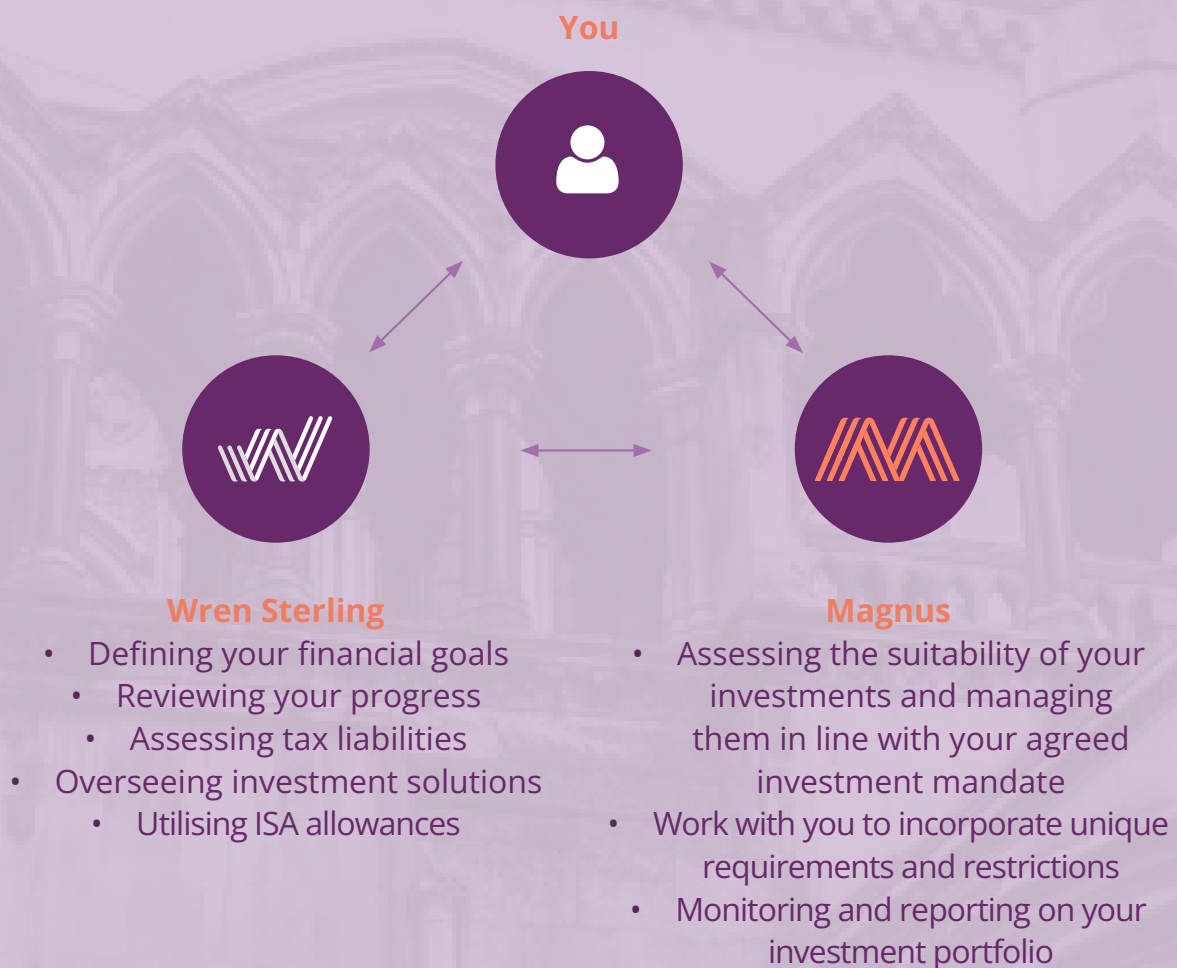 You
Wren Sterling
• Defining your financial goals
• Reviewing your progress
• Assessing tax liabilities
• Overseeing investment solutions
• Utilising ISA allowances
Magnus
• Assessing the suitability of your
investments and managing
them in line with your agreed
investment mandate
• Work with you to incorporate unique
requirements and restrictions
• Monitoring and reporting on your
investment portfolio